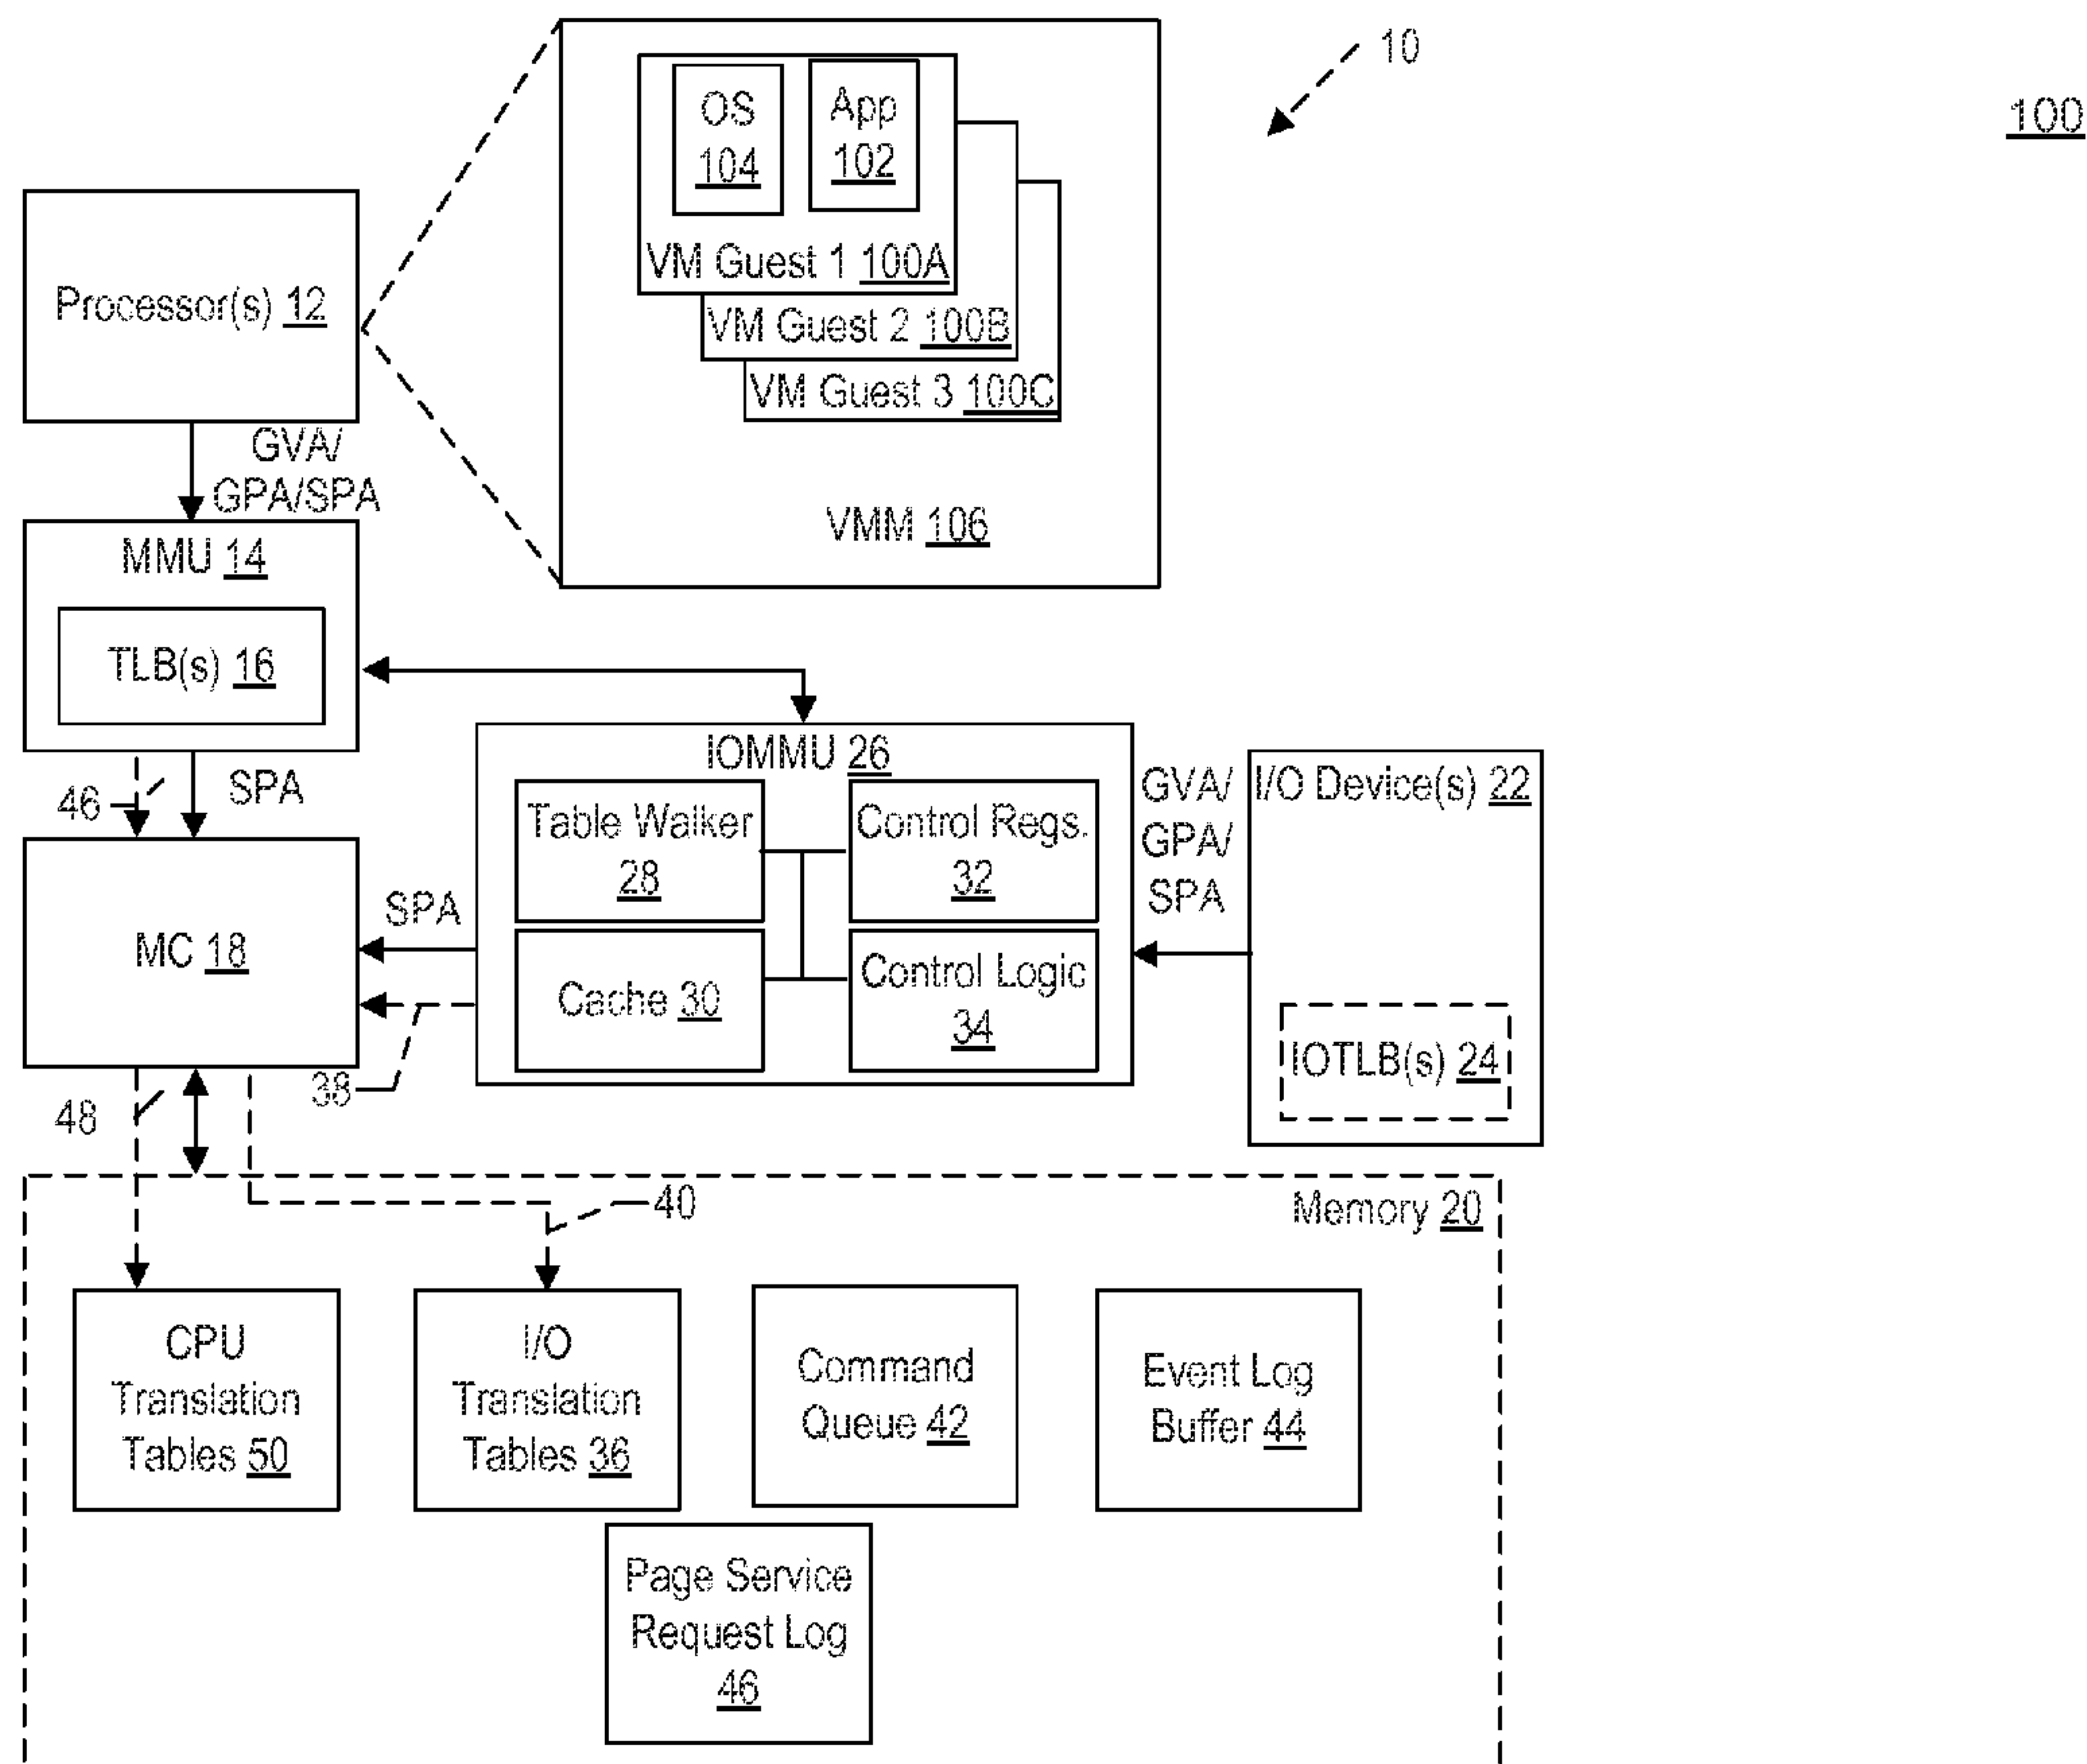 10
100
OS
104
App
102
VM Guest 1 100A
VM Guest 2 100B
VM Guest 3 100C
VMM 106
Processor(s) 12
GVA/
GPA/SPA
MMU 14
TLB(s) 16
46
SPA
IOMMU 26
Table Walker
28
Control Regs.
32
Cache 30
Control Logic
34
GVA/
GPA/
SPA
I/O Device(s) 22
IOTLB(s) 24
SPA
MC 18
38
48
40
Memory 20
CPU
Translation
Tables 50
I/O
Translation
Tables 36
Command
Queue 42
Event Log
Buffer 44
Page Service
Request Log
46